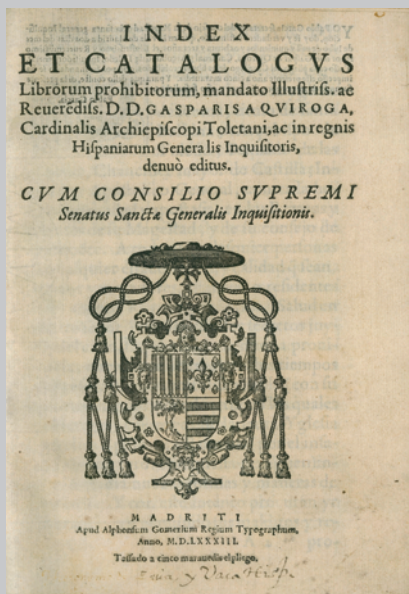 INDEX
ET CATALOGVS
Librorum prohibitorum, mandato Illustriss. ac
Reuerēdiss. D.D. GASPARIS A QVIROGA,
Cardinalis Archiepiscopi Toletani, ac in regnis
Hispaniarum Generalis Inquisitoris,
denuò editus.
CVM CONSILIO SVPREMI
Senatus Sanctæ Generalis Inquisitionis.
MADRITI
Apud Alphonsum Gomezium Regium Typographum,
Anno, M.D.LXXXIII.
Tassado a cinco marauedis el pliego.
y